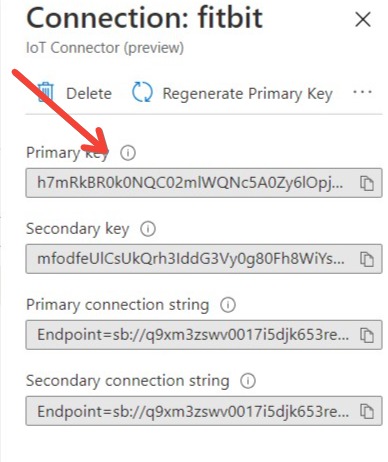 Connection: fitbit
IoT Connector (preview)
Delete Regenerate Primary Key ...
Primary key
h7mRkBR0k0NQC02mlWQNc5A0Zy6lOpj...
Secondary key
mfodfeUlCsUkQrh3IddG3Vy0g80Fh8WiYs...
Primary connection string
Endpoint=sb://q9xm3zswv0017i5djk653re...
Secondary connection string
Endpoint=sb://q9xm3zswv0017i5djk653re...